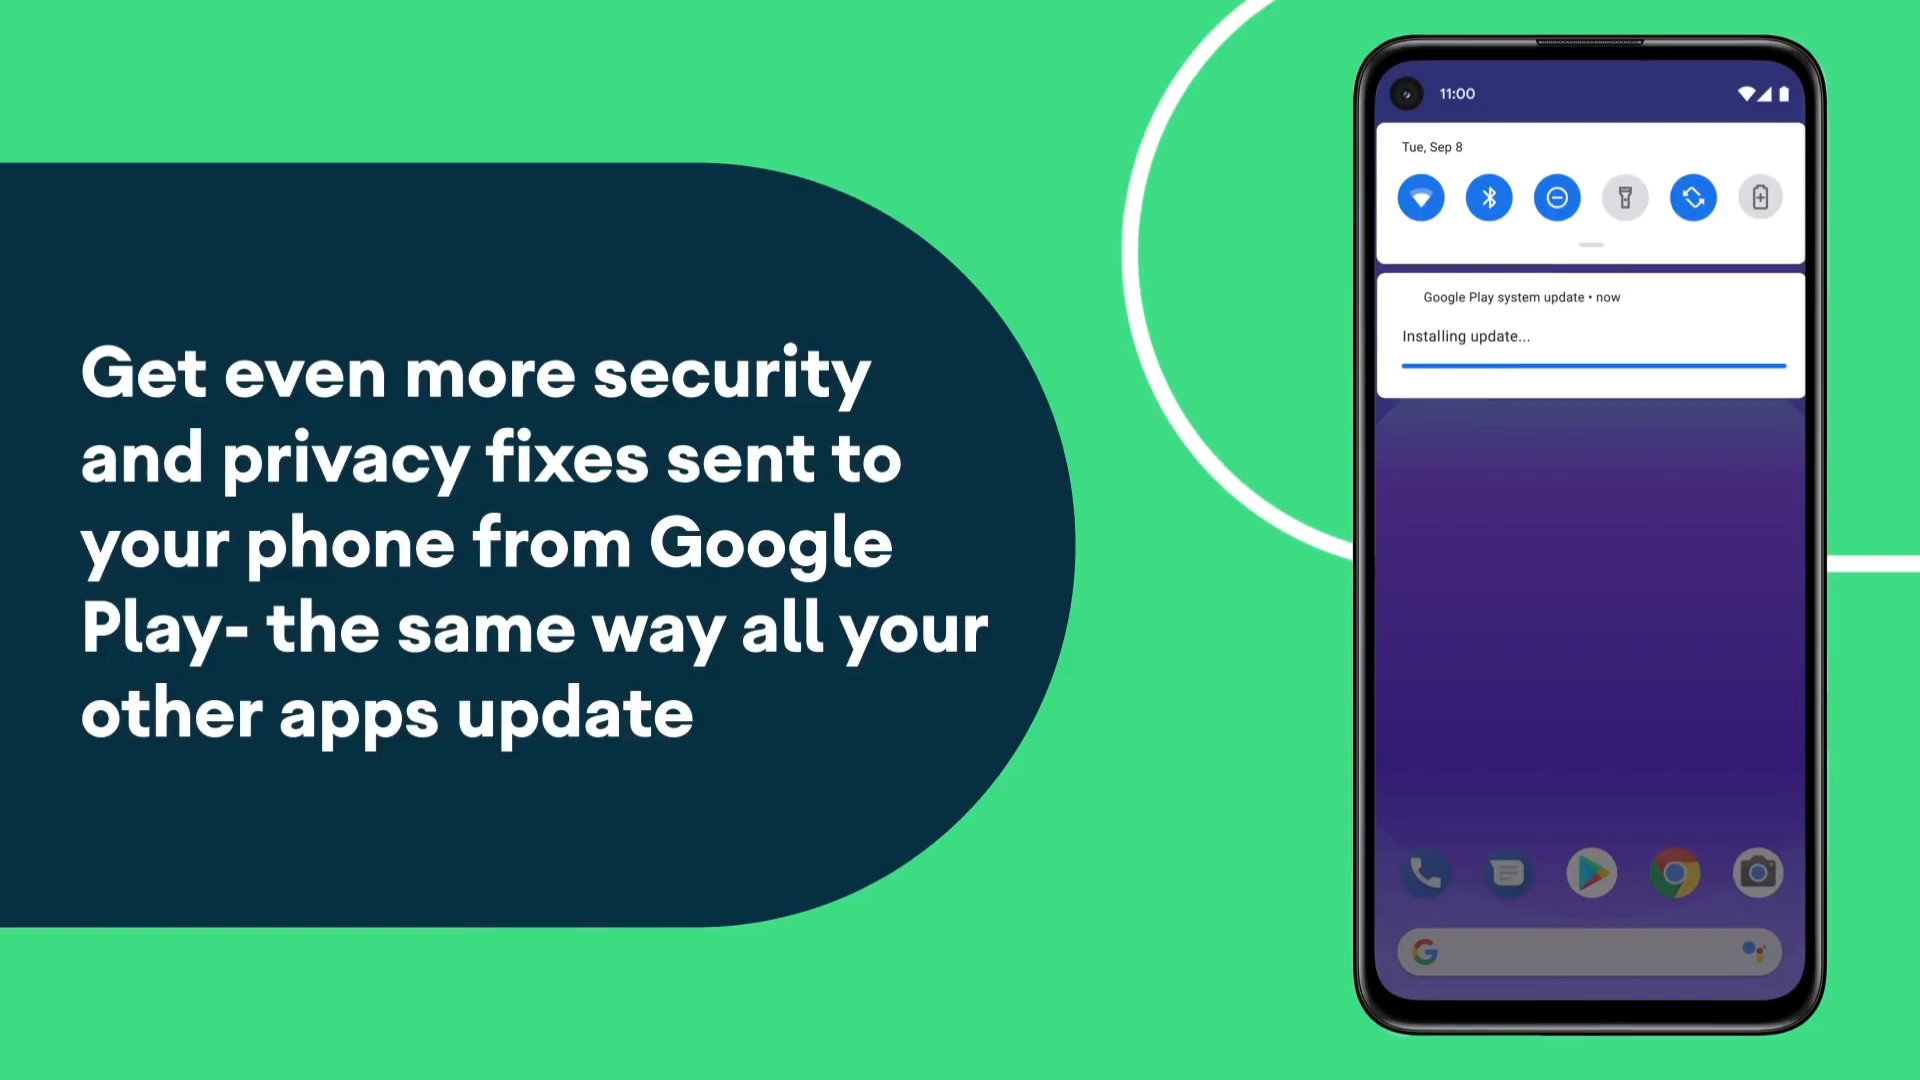 Get even more security
and privacy fixes sent to
your phone from Google
Play- the same way all your
other apps update
11:00
Tue, Sep 8
Google Play system update • now
Installing update...